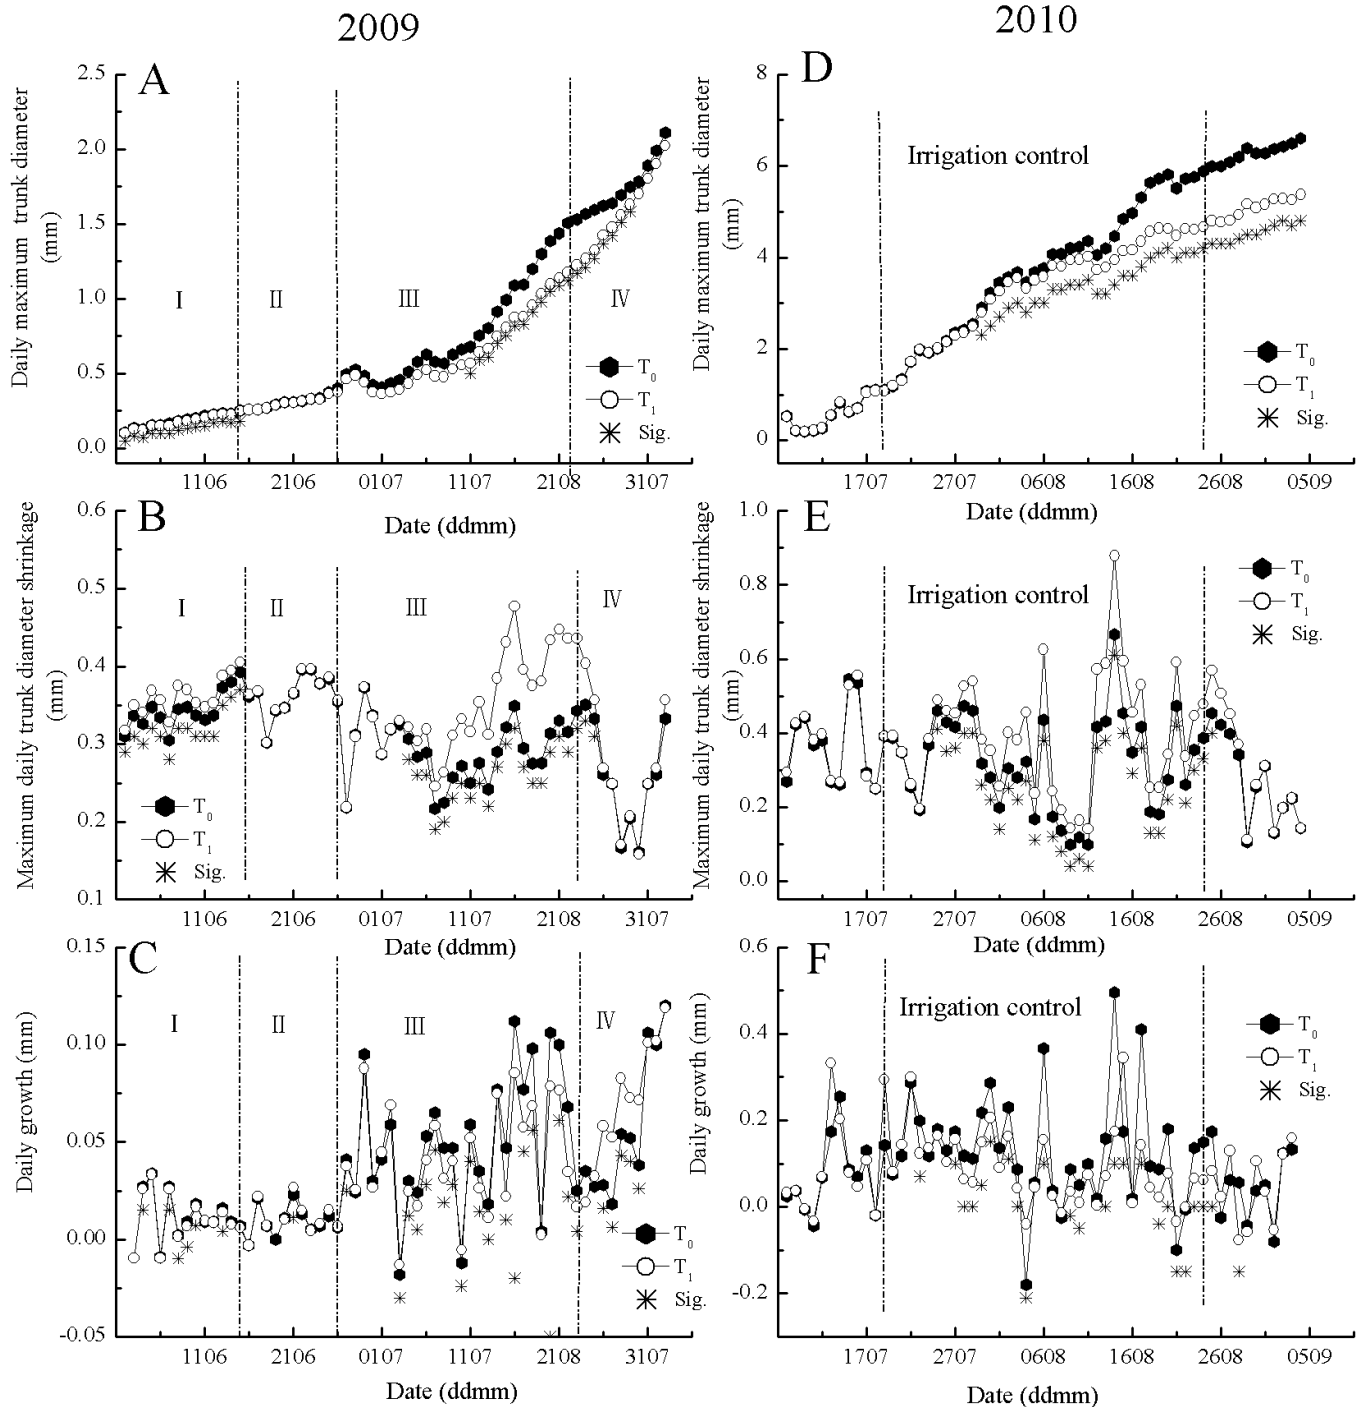 2009
2010
A
Daily maximum trunk diameter
(mm)
2.5
2.0
1.5
1.0
0.5
0.0
I
II
III
IV
T0
T1
Sig.
1106
2106
0107
1107
2108
3107
Date (ddmm)
D
Daily maximum trunk diameter
(mm)
8
6
4
2
0
Irrigation control
T0
T1
Sig.
1707
2707
0608
1608
2608
0509
Date (ddmm)
B
Maximum daily trunk diameter shrinkage
(mm)
0.6
0.5
0.4
0.3
0.2
0.1
I
II
III
IV
T0
T1
Sig.
1106
2106
0107
1107
2108
3107
Date (ddmm)
E
Maximum daily trunk diameter shrinkage
(mm)
1.0
0.8
0.6
0.4
0.2
0.0
Irrigation control
T0
T1
Sig.
1707
2707
0608
1608
2608
0509
Date (ddmm)
C
Daily growth (mm)
0.15
0.10
0.05
0.00
-0.05
I
II
III
IV
T0
T1
Sig.
1106
2106
0107
1107
2108
3107
Date (ddmm)
F
Daily growth (mm)
0.6
0.4
0.2
0.0
-0.2
Irrigation control
T0
T1
Sig.
1707
2707
0608
1608
2608
0509
Date (ddmm)